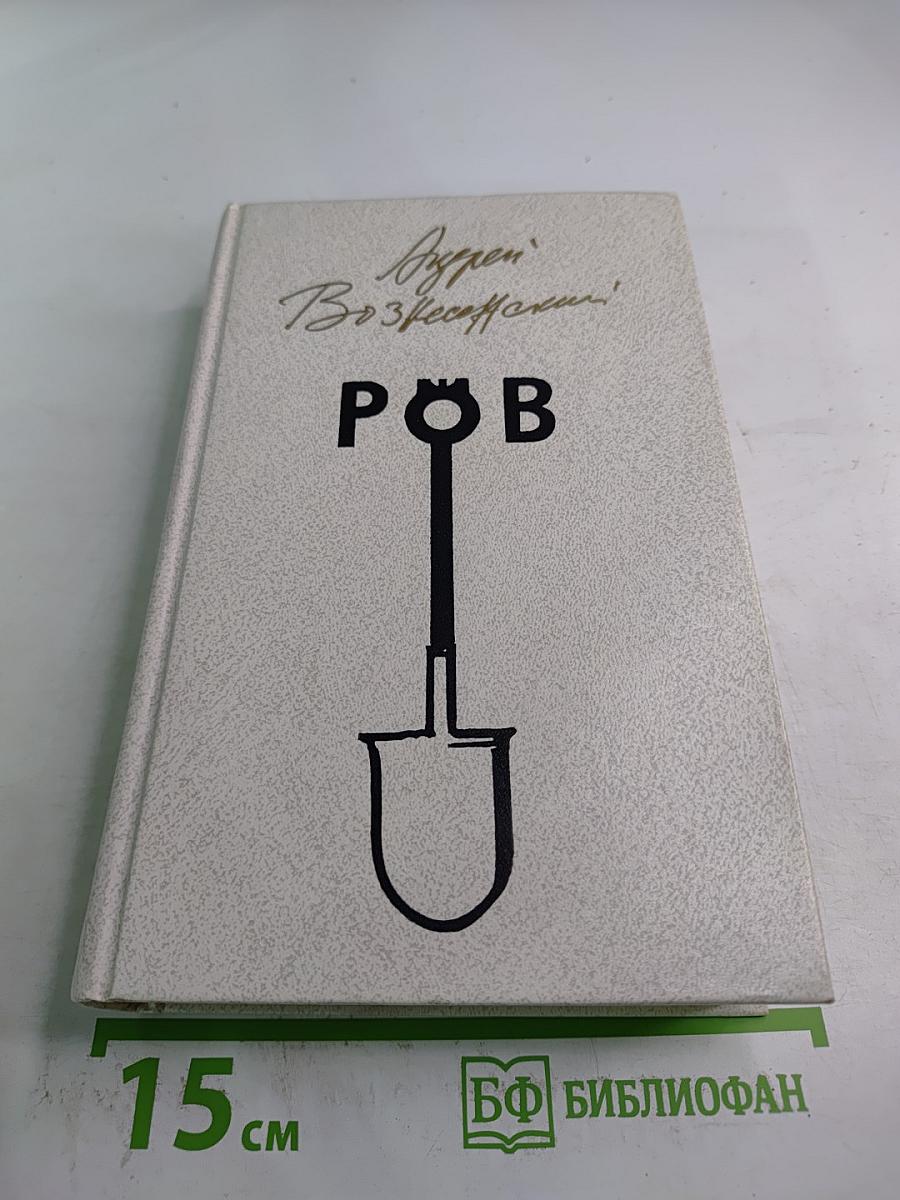 Андрей
Вознесенский
РОВ
15 см
БФ БИБЛИОФАН